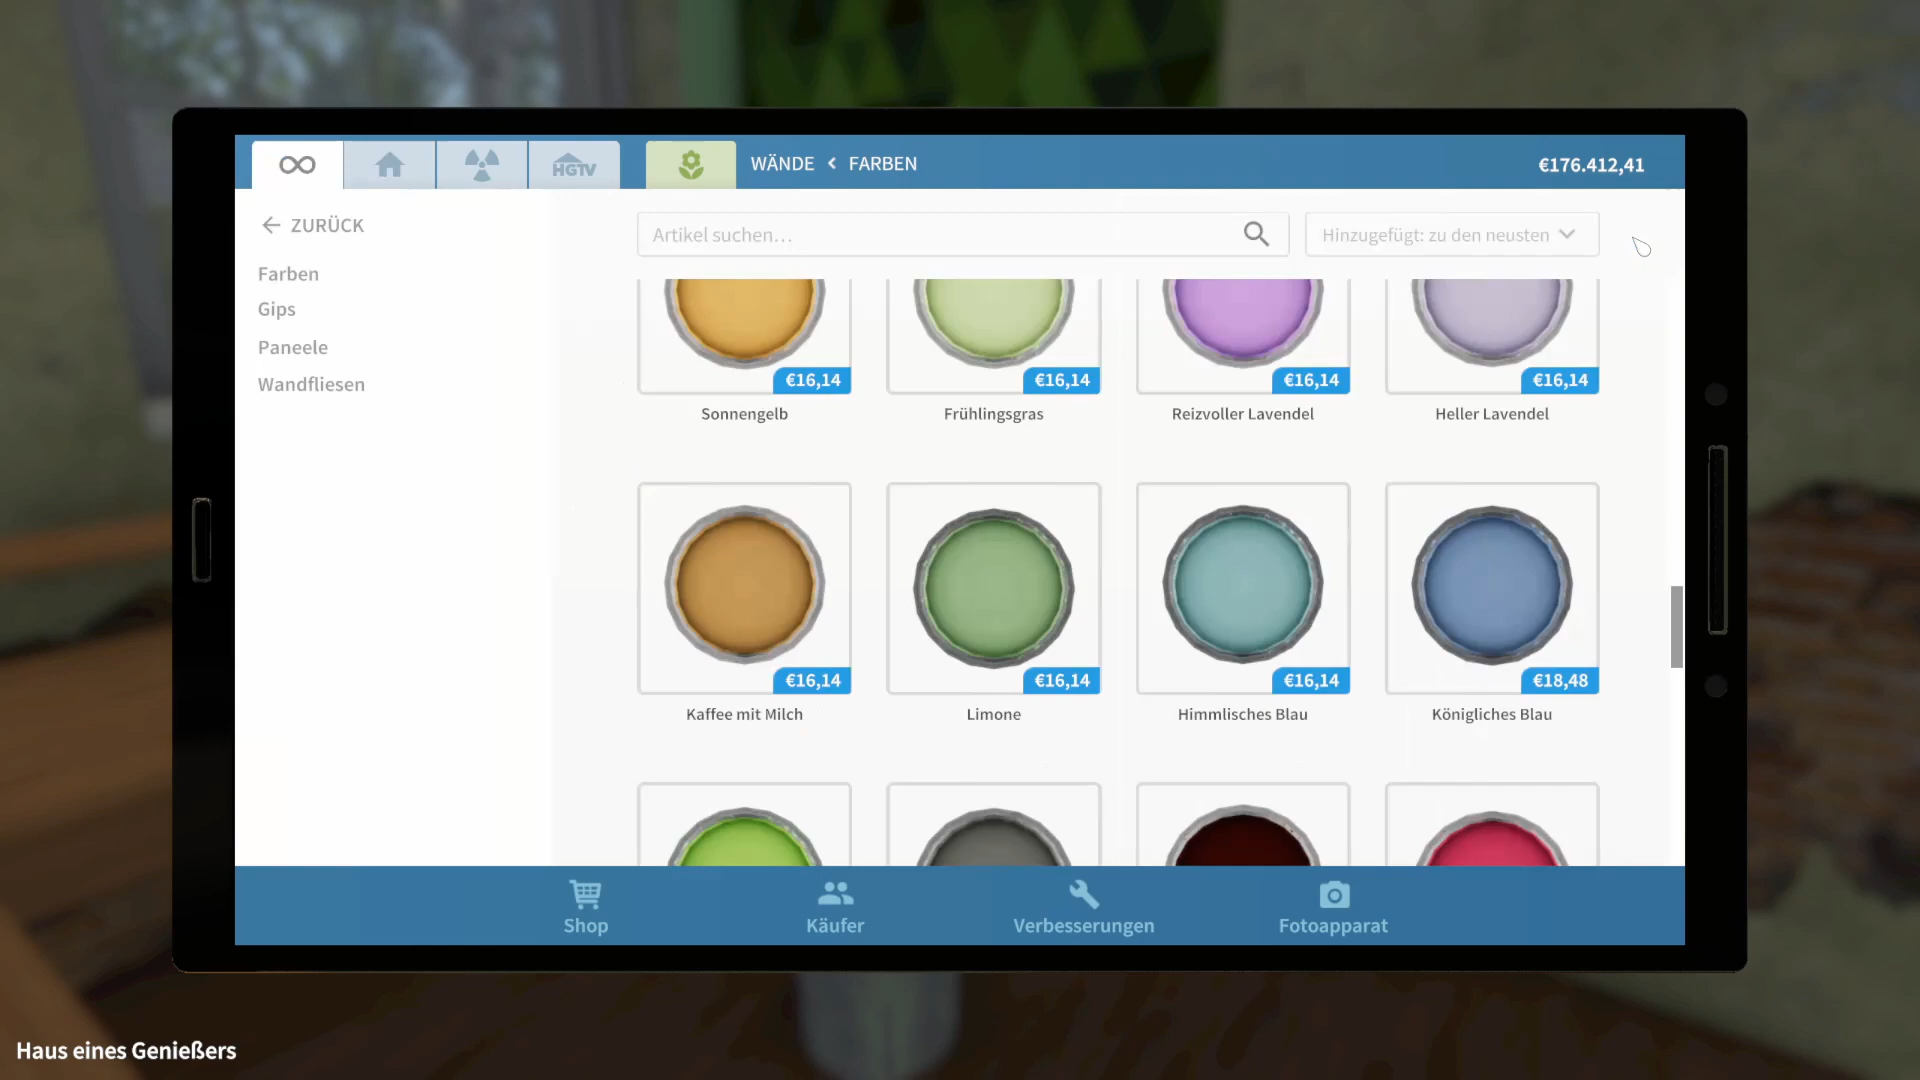 HGTV
WÄNDE < FARBEN
€176.412,41
ZURÜCK
Artikel suchen...
Hinzugefügt: zu den neusten
Farben
Gips
Paneele
Wandfliesen
€16,14
€16,14
€16,14
€16,14
Sonnengelb
Frühlingsgras
Reizvoller Lavendel
Heller Lavendel
€16,14
€16,14
€16,14
€18,48
Kaffee mit Milch
Limone
Himmlisches Blau
Königliches Blau
Shop
Käufer
Verbesserungen
Fotoapparat
Haus eines Genießers